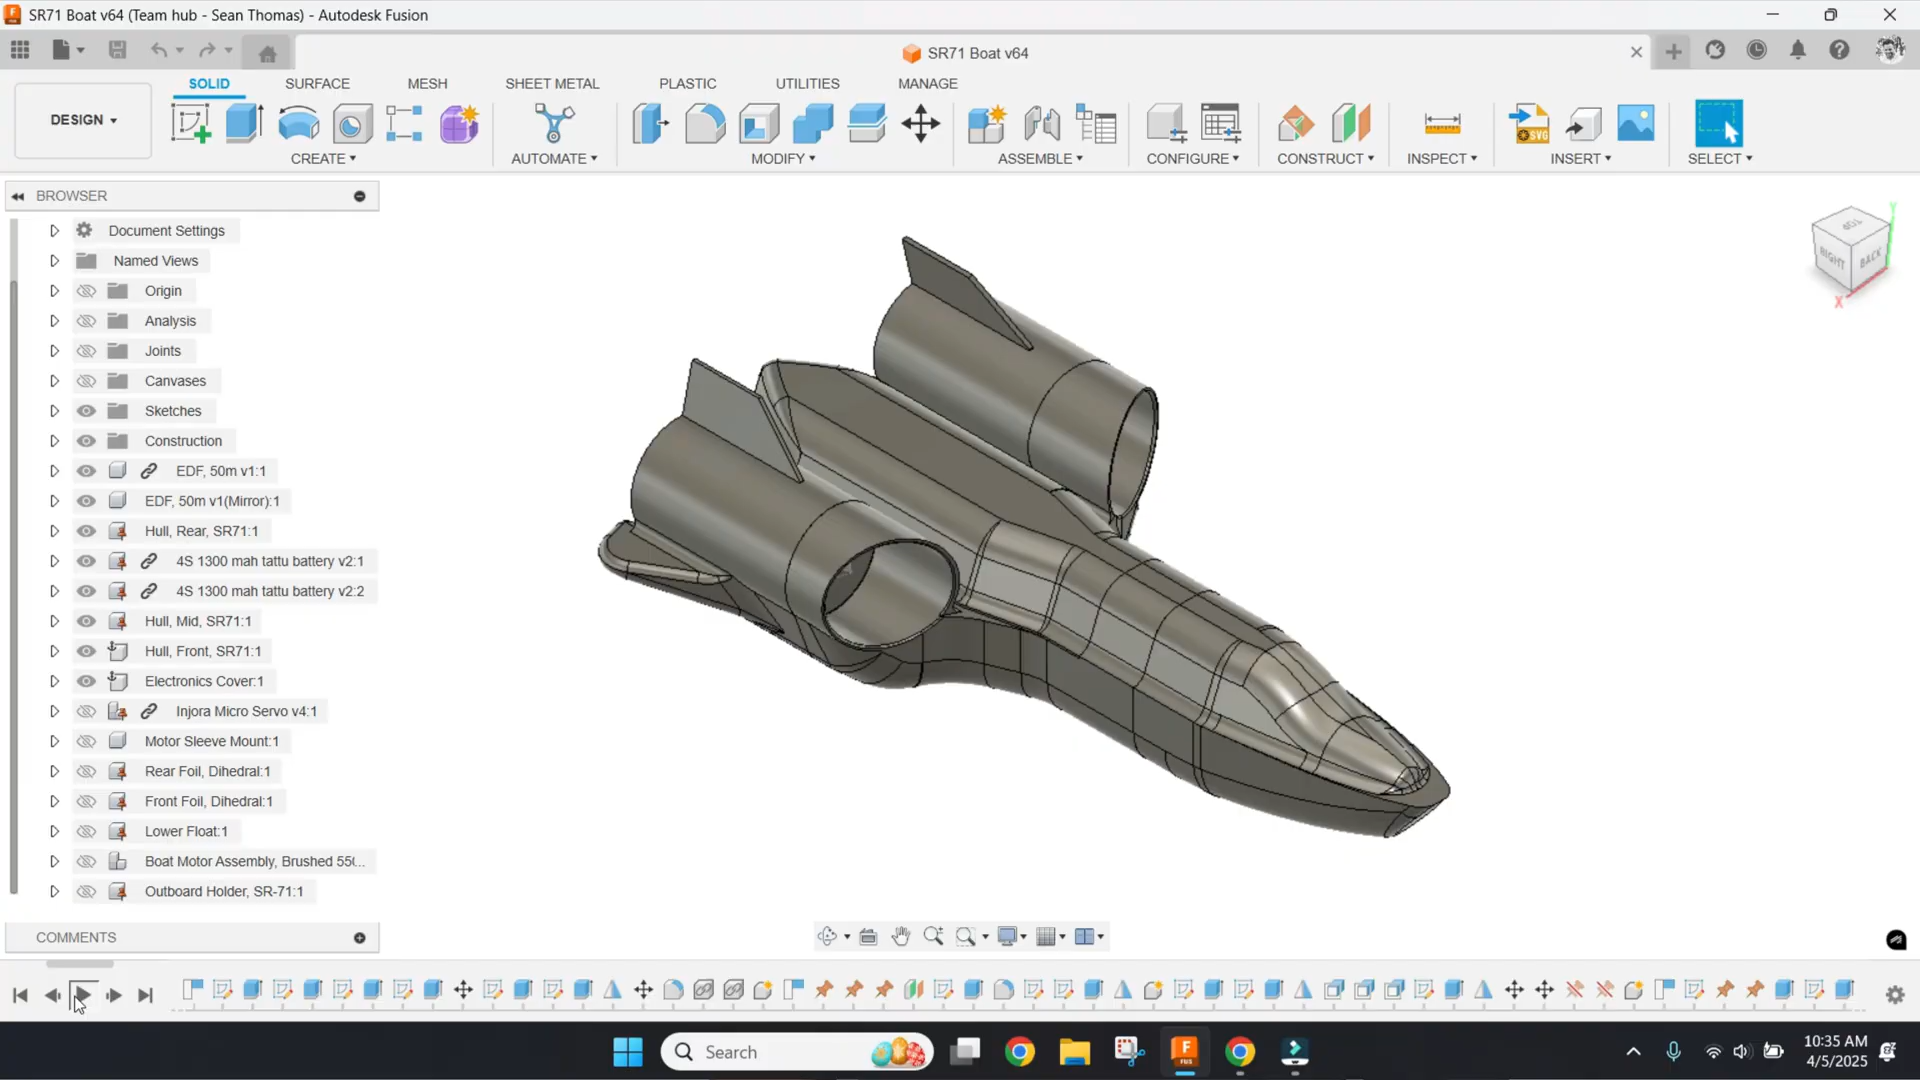 SR71 Boat v64 (Team hub - Sean Thomas) - Autodesk Fusion
SR71 Boat v64
SOLID
SURFACE
MESH
SHEET METAL
PLASTIC
UTILITIES
MANAGE
DESIGN
CREATE
AUTOMATE
MODIFY
ASSEMBLE
CONFIGURE
CONSTRUCT
INSPECT
SVG
INSERT
SELECT
BROWSER
Document Settings
Named Views
Origin
Analysis
Joints
Canvases
Sketches
Construction
EDF, 50m v1:1
EDF, 50m v1(Mirror):1
Hull, Rear, SR71:1
4S 1300 mah tattu battery v2:1
4S 1300 mah tattu battery v2:2
Hull, Mid, SR71:1
Hull, Front, SR71:1
Electronics Cover:1
Injora Micro Servo v4:1
Motor Sleeve Mount:1
Rear Foil, Dihedral:1
Front Foil, Dihedral:1
Lower Float:1
Boat Motor Assembly, Brushed 55(...
Outboard Holder, SR-71:1
TOP
RIGHT
BACK
Y
X
COMMENTS
Search
F
FUS
10:35 AM
4/5/2025